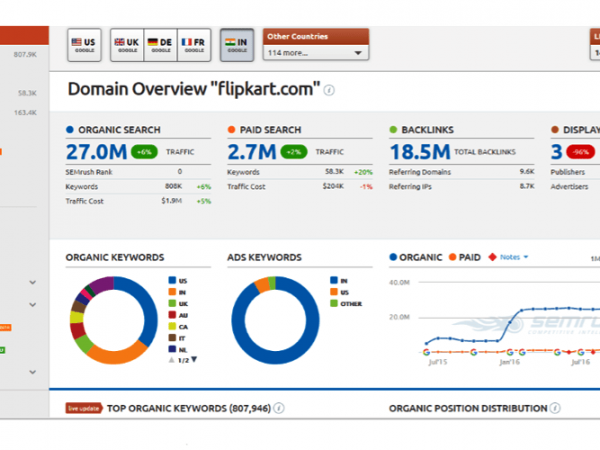 US GOOGLE
UK GOOGLE
DE GOOGLE
FR GOOGLE
IN GOOGLE
Other Countries
114 more...
807.9K
58.3K
163.4K
Domain Overview "flipkart.com"
ORGANIC SEARCH
27.0M +6% TRAFFIC
SEMrush Rank 0
Keywords 808K +6%
Traffic Cost $1.9M +5%
PAID SEARCH
2.7M +2% TRAFFIC
Keywords 58.3K +20%
Traffic Cost $204K -1%
BACKLINKS
18.5M TOTAL BACKLINKS
Referring Domains 9.6K
Referring IPs 8.7K
DISPLAY
3 -96%
Publishers
Advertisers
ORGANIC KEYWORDS
US
IN
UK
AU
CA
IT
NL
1/2
ADS KEYWORDS
IN
US
OTHER
ORGANIC PAID Notes
40.0M
20.0M
semru
Jul'15 Jan'16 Jul'16
live update TOP ORGANIC KEYWORDS (807,946)
ORGANIC POSITION DISTRIBUTION